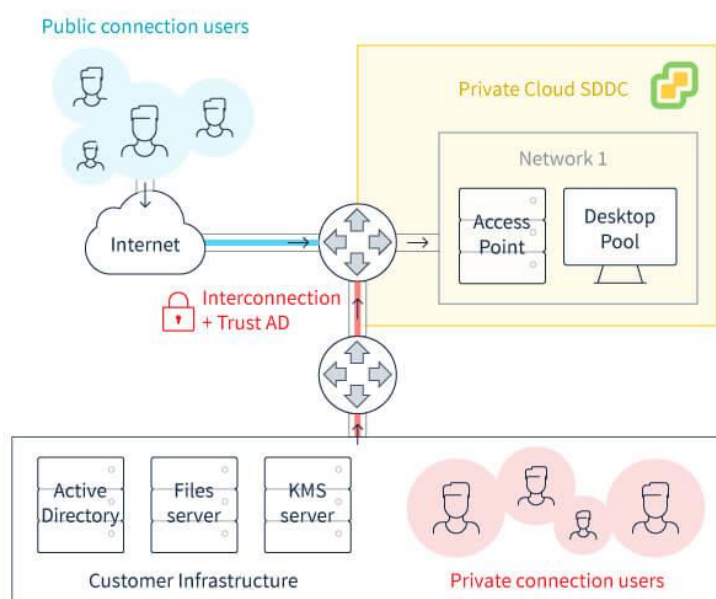 Public connection users
Private Cloud SDDC
Network 1
Access
Point
Desktop
Pool
Internet
Interconnection
+ Trust AD
Active
Directory.
Files
server
KMS
server
Customer Infrastructure
Private connection users